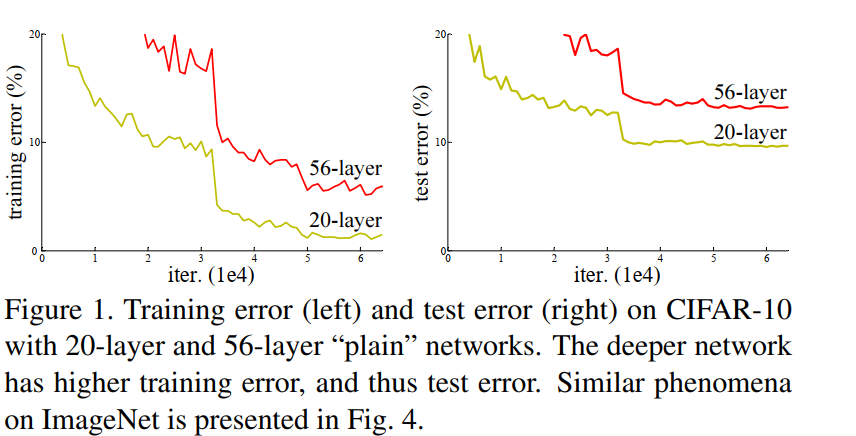 training error (%)
20
10
0
0 1 2 3 4 5 6
iter. (1e4)
56-layer
20-layer
test error (%)
20
10
0
0 1 2 3 4 5 6
iter. (1e4)
56-layer
20-layer
Figure 1. Training error (left) and test error (right) on CIFAR-10
with 20-layer and 56-layer “plain” networks. The deeper network
has higher training error, and thus test error. Similar phenomena
on ImageNet is presented in Fig. 4.